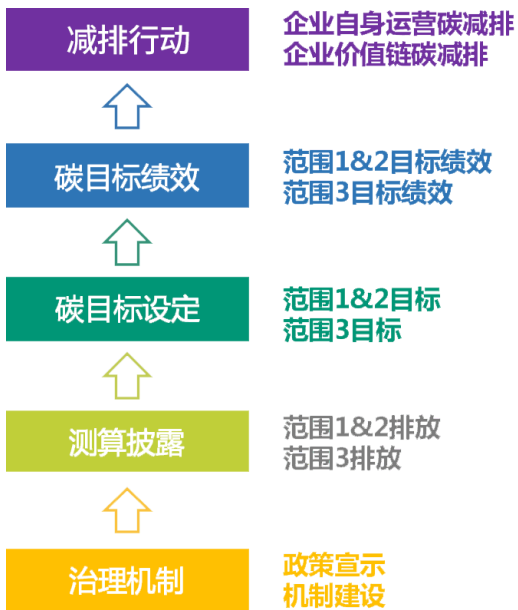 减排行动
企业自身运营碳减排
企业价值链碳减排
碳目标绩效
范围1&2目标绩效
范围3目标绩效
碳目标设定
范围1&2目标
范围3目标
测算披露
范围1&2排放
范围3排放
治理机制
政策宣示
机制建设